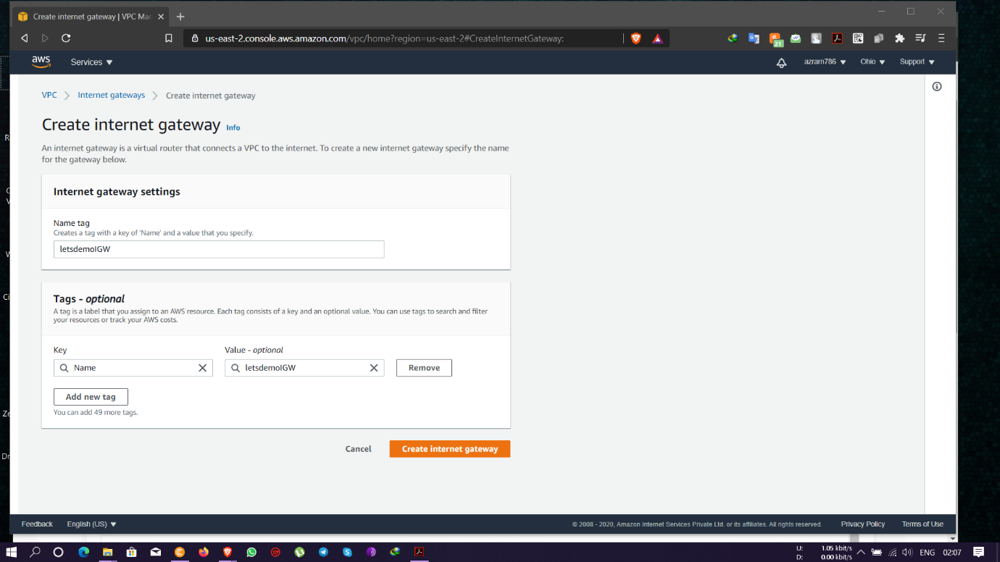 Create internet gateway | VPC Mar
us-east-2.console.aws.amazon.com/vpc/home?region=us-east-2#CreateInternetGateway:
21
aws
Services
azram786
Ohio
Support
VPC
Internet gateways
Create internet gateway
Create internet gateway Info
An internet gateway is a virtual router that connects a VPC to the internet. To create a new internet gateway specify the name
for the gateway below.
Internet gateway settings
Name tag
Creates a tag with a key of 'Name' and a value that you specify.
letsdemoIGW
Tags - optional
A tag is a label that you assign to an AWS resource. Each tag consists of a key and an optional value. You can use tags to search and filter
your resources or track your AWS costs.
Key
Value - optional
Name
letsdemoIGW
Remove
Add new tag
You can add 49 more tags.
Cancel
Create internet gateway
Feedback
English (US)
© 2008 - 2020, Amazon Internet Services Private Ltd. or its affiliates. All rights reserved.
Privacy Policy
Terms of Use
U: 1.05 kbit/s
D: 0.00 kbit/s
ENG
02:07